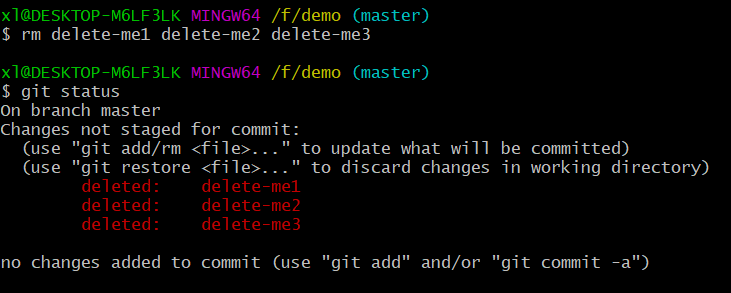 xl@DESKTOP-M6LF3LK MINGW64 /f/demo (master)
$ rm delete-me1 delete-me2 delete-me3
xl@DESKTOP-M6LF3LK MINGW64 /f/demo (master)
$ git status
On branch master
Changes not staged for commit:
  (use "git add/rm <file>..." to update what will be committed)
  (use "git restore <file>..." to discard changes in working directory)
        deleted:    delete-me1
        deleted:    delete-me2
        deleted:    delete-me3
no changes added to commit (use "git add" and/or "git commit -a")